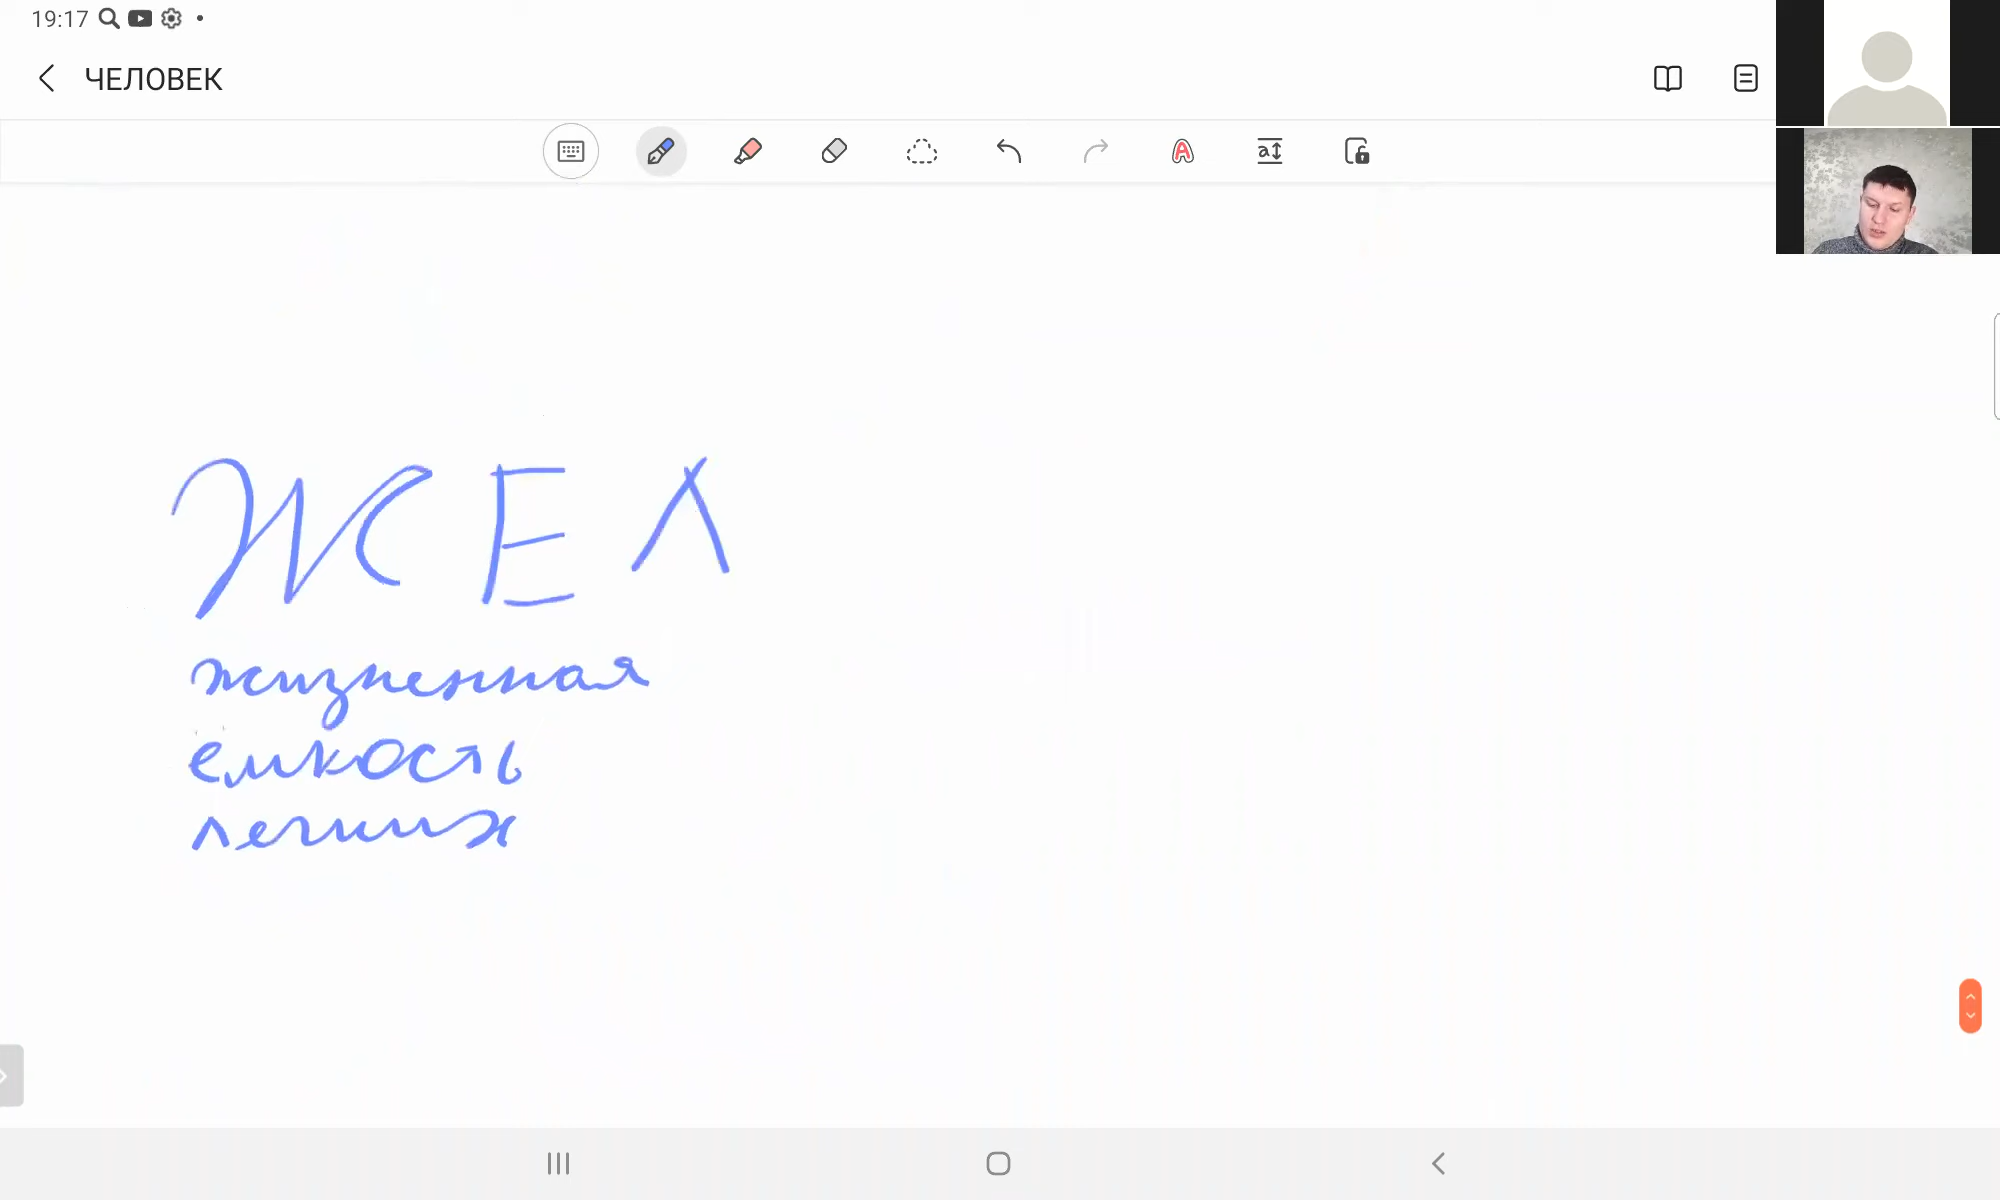 19:17
ЧЕЛОВЕК
ЖЕЛ
жизненная
емкость
легких